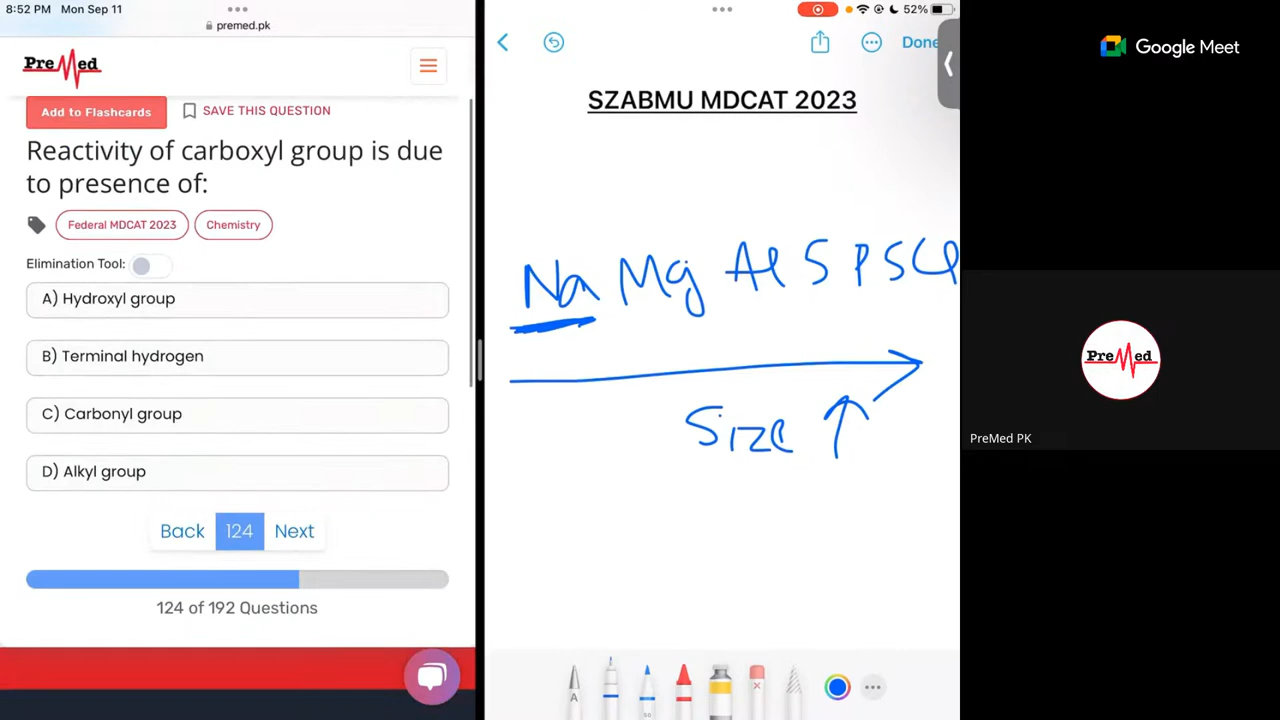 8:52 PM Mon Sep 11
premed.pk
PreMed
Add to Flashcards
SAVE THIS QUESTION
Reactivity of carboxyl group is due
to presence of:
Federal MDCAT 2023
Chemistry
Elimination Tool:
A) Hydroxyl group
B) Terminal hydrogen
C) Carbonyl group
D) Alkyl group
Back 124 Next
124 of 192 Questions
52%
Done
SZABMU MDCAT 2023
Na Mg Al S P S Cl
Size ↑
A
50
Google Meet
PreMed
PreMed PK